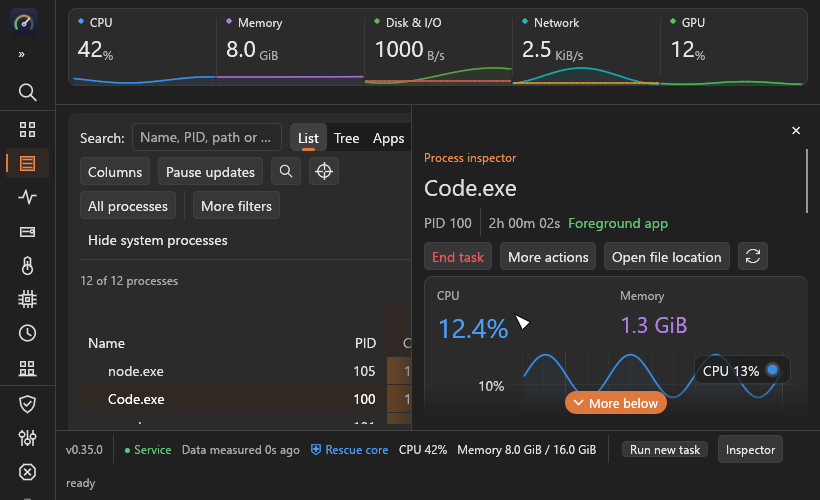 CPU
42%
Memory
8.0 GiB
Disk & I/O
1000 B/s
Network
2.5 KiB/s
GPU
12%
»
Search: Name, PID, path or ... List Tree Apps
Columns Pause updates
All processes More filters
Hide system processes
12 of 12 processes
Name PID C
node.exe 105 1
Code.exe 100 1
Process inspector
Code.exe
PID 100 2h 00m 02s Foreground app
End task More actions Open file location
CPU Memory
12.4% 1.3 GiB
CPU 13%
10%
More below
v0.35.0 Service Data measured 0s ago Rescue core CPU 42% Memory 8.0 GiB / 16.0 GiB Run new task Inspector
ready